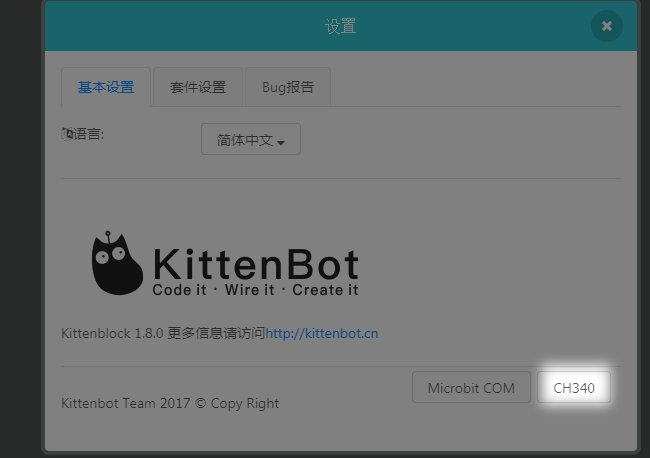 设置
基本设置
套件设置
Bug报告
语言:
简体中文
KittenBot
Code it · Wire it · Create it
Kittenblock 1.8.0 更多信息请访问http://kittenbot.cn
Microbit COM
CH340
Kittenbot Team 2017 © Copy Right